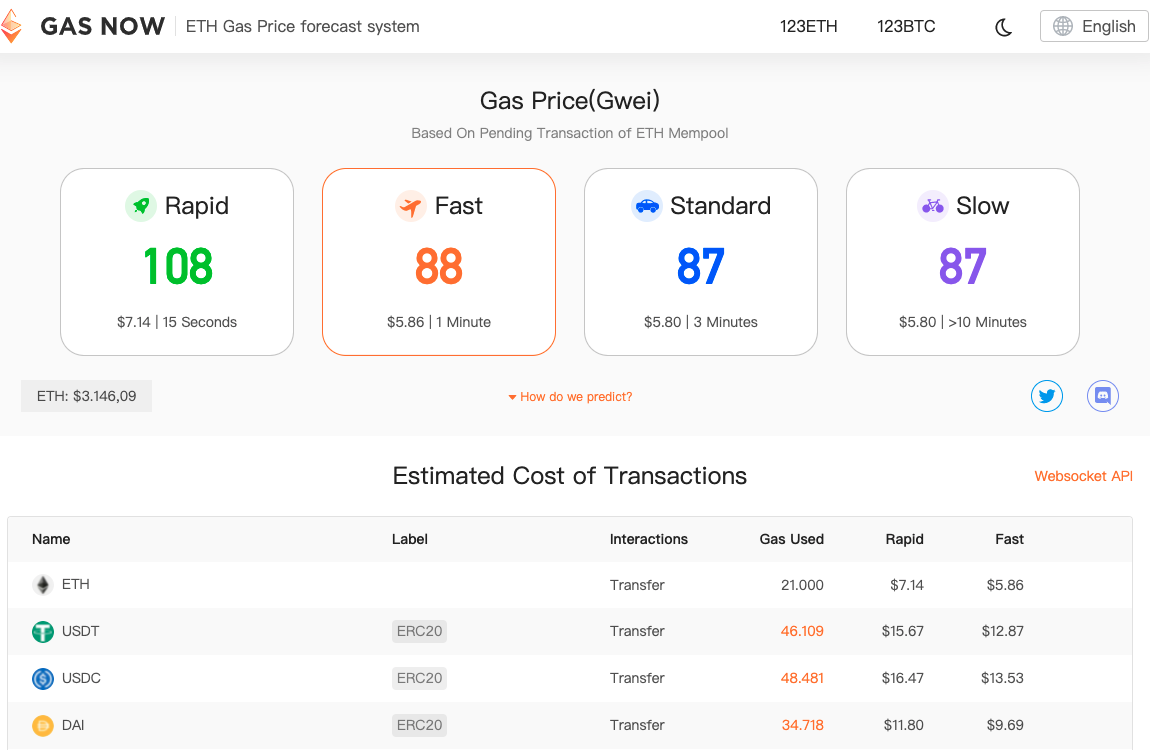 GAS NOW ETH Gas Price forecast system 123ETH 123BTC English
Gas Price(Gwei)
Based On Pending Transaction of ETH Mempool
Rapid Fast Standard Slow
108 88 87 87
$7.14 | 15 Seconds $5.86 | 1 Minute $5.80 | 3 Minutes $5.80 | >10 Minutes
ETH: $3.146,09 How do we predict?
Estimated Cost of Transactions Websocket API
Name Label Interactions Gas Used Rapid Fast
ETH Transfer 21.000 $7.14 $5.86
USDT ERC20 Transfer 46.109 $15.67 $12.87
USDC ERC20 Transfer 48.481 $16.47 $13.53
DAI ERC20 Transfer 34.718 $11.80 $9.69